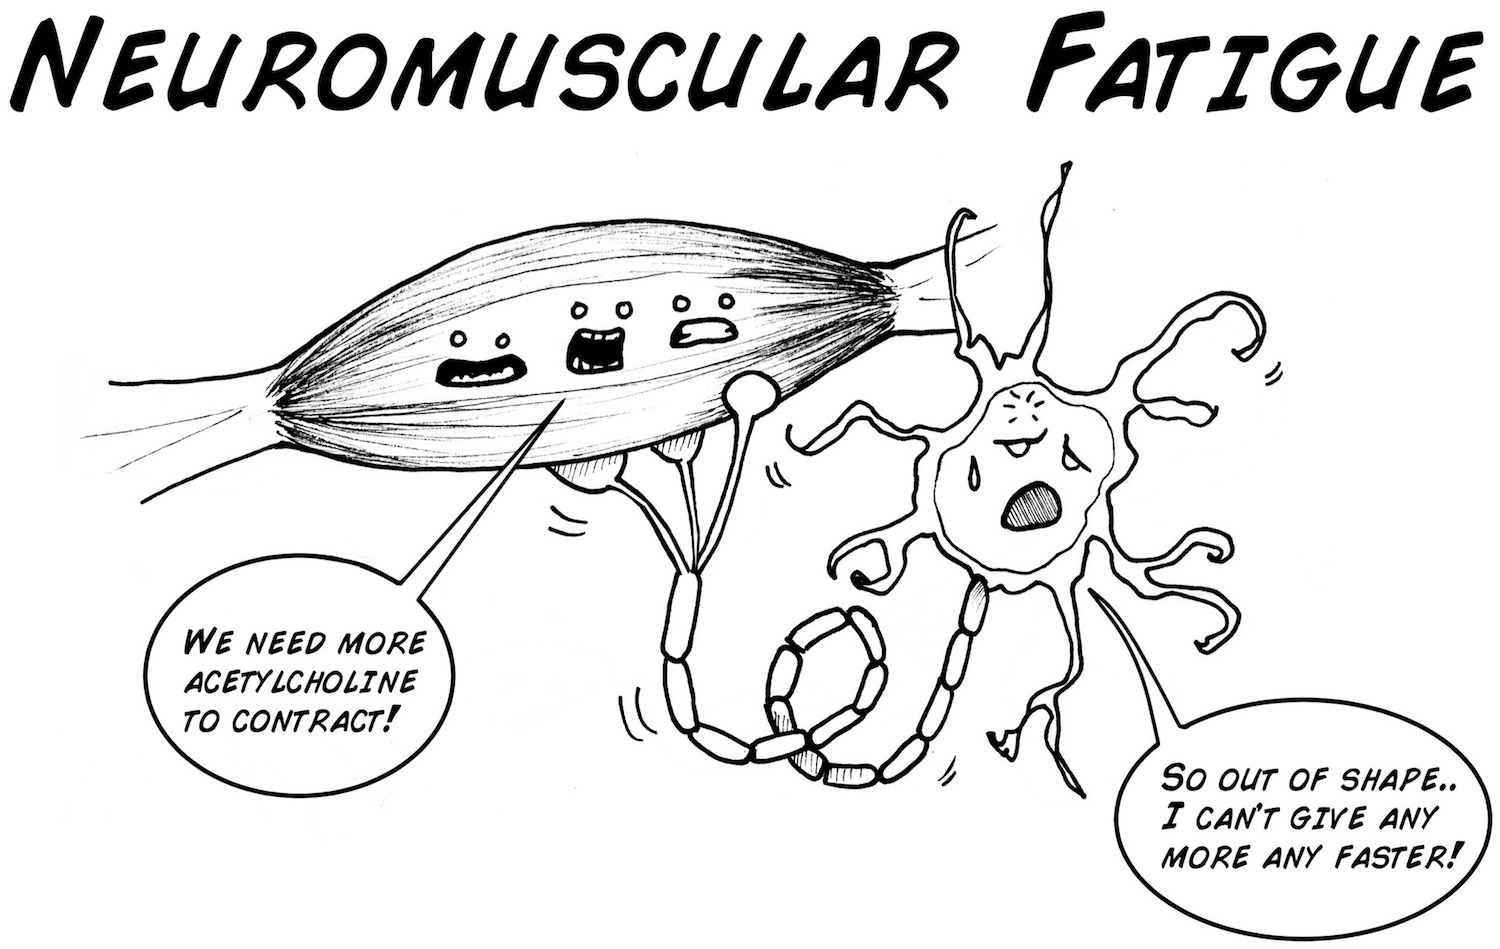 NEUROMUSCULAR FATIGUE
WE NEED MORE
ACETYLCHOLINE
TO CONTRACT!
SO OUT OF SHAPE..
I CAN'T GIVE ANY
MORE ANY FASTER!